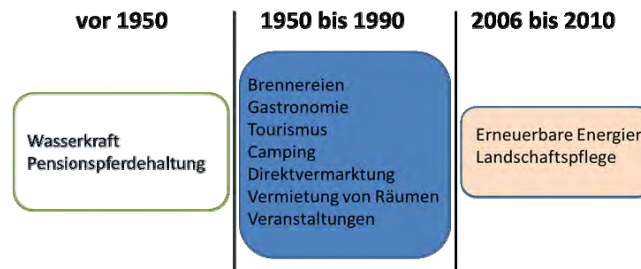 vor 1950
1950 bis 1990
2006 bis 2010
Wasserkraft
Pensionspferdehaltung
Brennereien
Gastronomie
Tourismus
Camping
Direktvermarktung
Vermietung von Räumen
Veranstaltungen
Erneuerbare Energien
Landschaftspflege